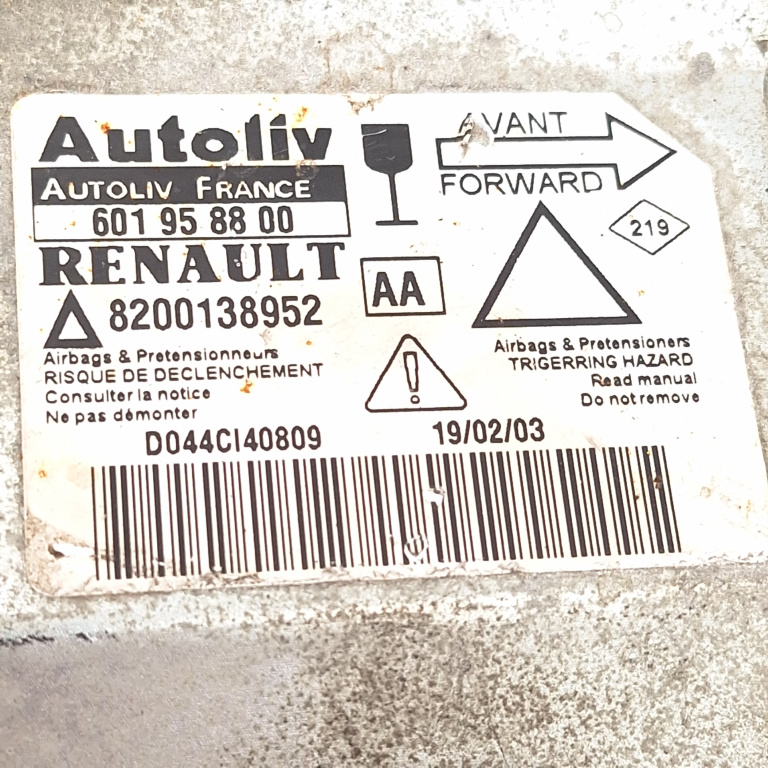 Autoliv
AUTOLIV FRANCE
601 95 88 00
RENAULT
8200138952
Airbags & Pretensionneurs
RISQUE DE DECLENCHEMENT
Consulter la notice
Ne pas démonter
AVANT
FORWARD
219
AA
!
Airbags & Pretensioners
TRIGERRING HAZARD
Read manual
Do not remove
D044CI40809
19/02/03